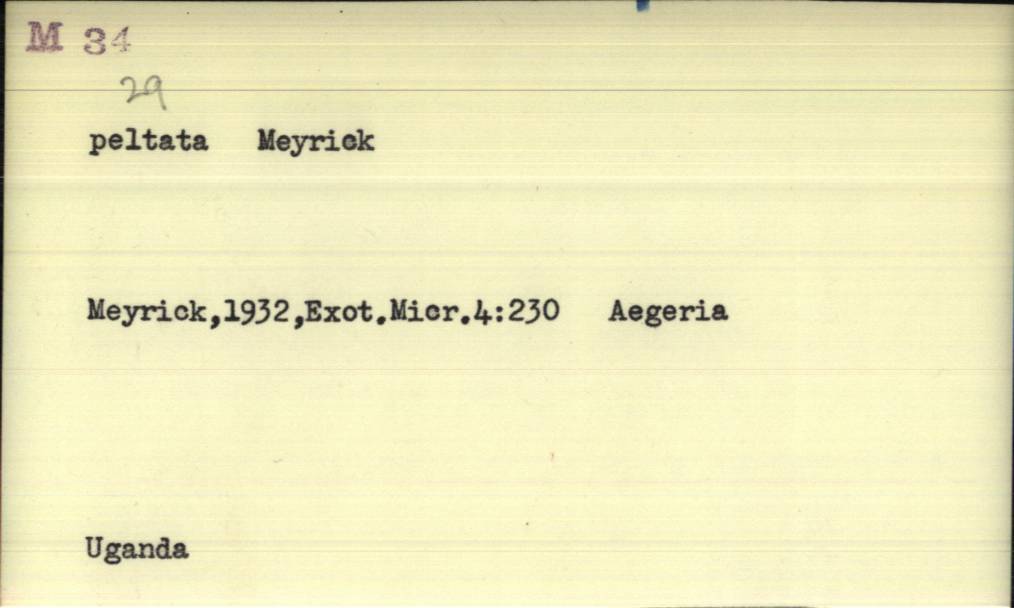 M 34
29
peltata Meyrick
Meyrick,1932,Exot.Micr.4:230 Aegeria
Uganda